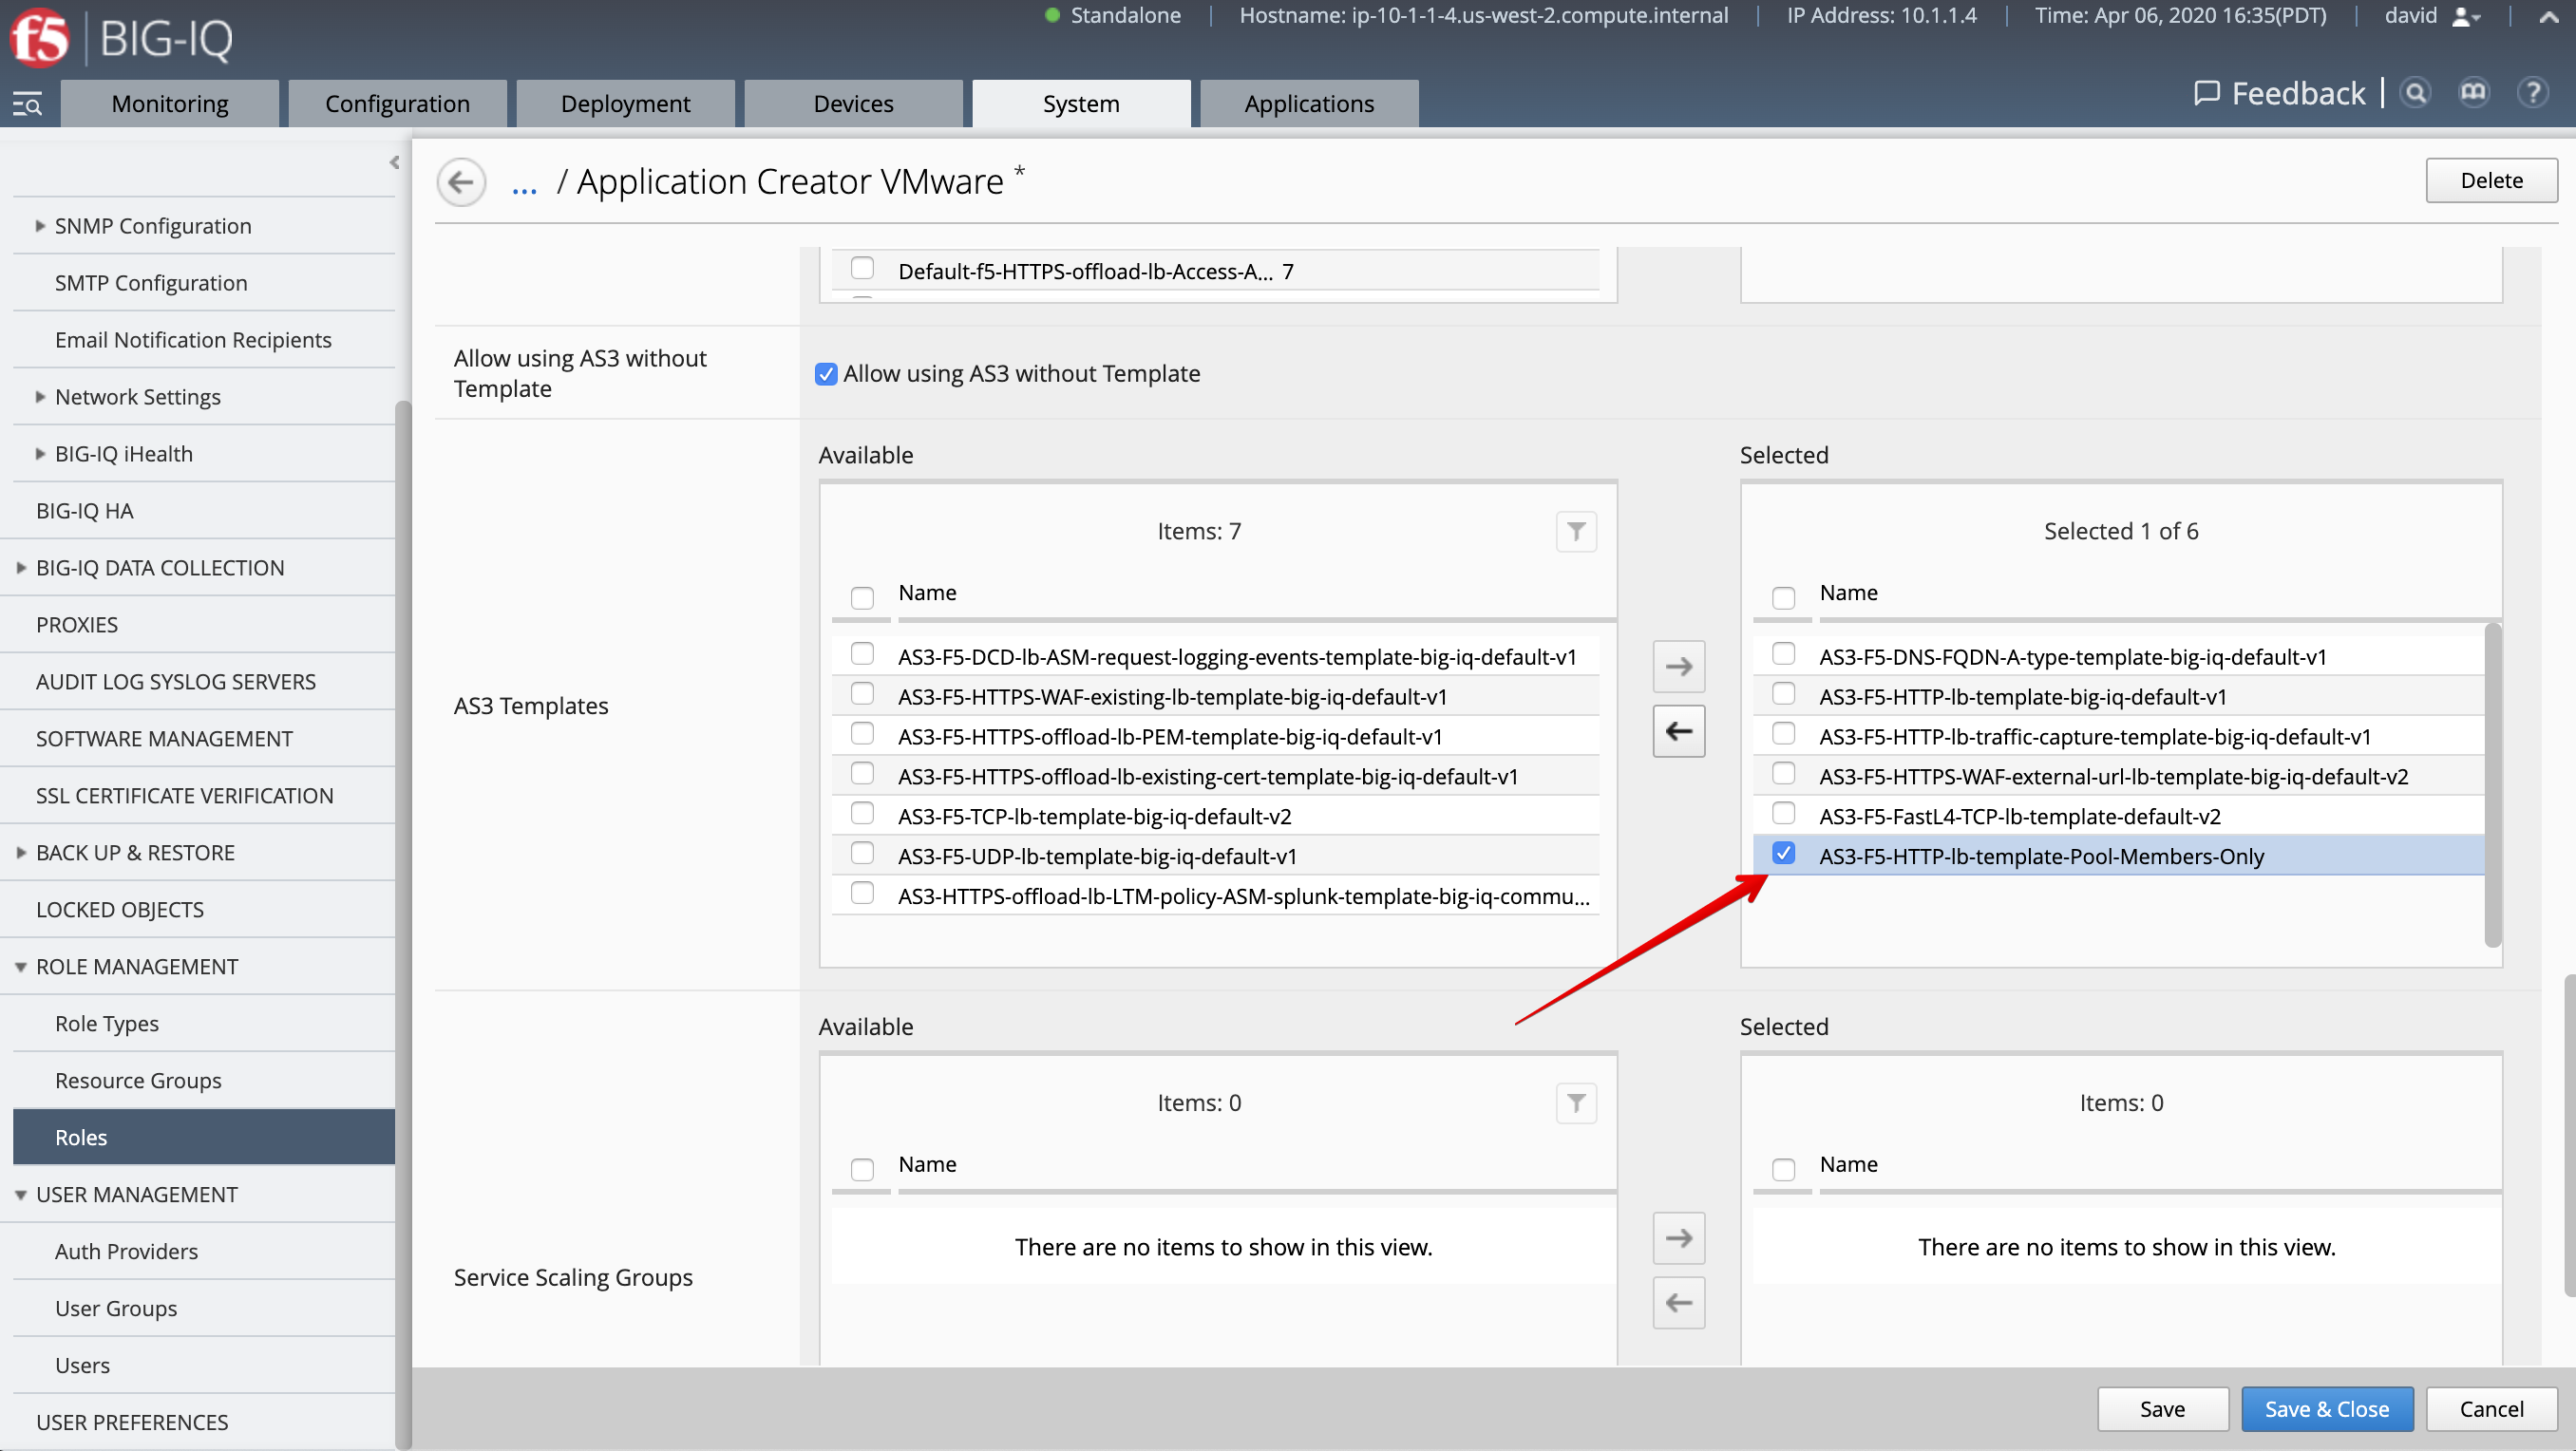 Standalone | Hostname: ip-10-1-1-4.us-west-2.compute.internal | IP Address: 10.1.1.4 | Time: Apr 06, 2020 16:35(PDT) | david
f5 | BIG-IQ
Monitoring Configuration Deployment Devices System Applications
Feedback | ?
... / Application Creator VMware *
Delete
SNMP Configuration
SMTP Configuration
Email Notification Recipients
Network Settings
BIG-IQ iHealth
BIG-IQ HA
BIG-IQ DATA COLLECTION
PROXIES
AUDIT LOG SYSLOG SERVERS
SOFTWARE MANAGEMENT
SSL CERTIFICATE VERIFICATION
BACK UP & RESTORE
LOCKED OBJECTS
ROLE MANAGEMENT
Role Types
Resource Groups
Roles
USER MANAGEMENT
Auth Providers
User Groups
Users
USER PREFERENCES
Default-f5-HTTPS-offload-lb-Access-A... 7
Allow using AS3 without
Template
Allow using AS3 without Template
AS3 Templates
Available
Items: 7
Name
AS3-F5-DCD-lb-ASM-request-logging-events-template-big-iq-default-v1
AS3-F5-HTTPS-WAF-existing-lb-template-big-iq-default-v1
AS3-F5-HTTPS-offload-lb-PEM-template-big-iq-default-v1
AS3-F5-HTTPS-offload-lb-existing-cert-template-big-iq-default-v1
AS3-F5-TCP-lb-template-big-iq-default-v2
AS3-F5-UDP-lb-template-big-iq-default-v1
AS3-HTTPS-offload-lb-LTM-policy-ASM-splunk-template-big-iq-commu...
Selected
Selected 1 of 6
Name
AS3-F5-DNS-FQDN-A-type-template-big-iq-default-v1
AS3-F5-HTTP-lb-template-big-iq-default-v1
AS3-F5-HTTP-lb-traffic-capture-template-big-iq-default-v1
AS3-F5-HTTPS-WAF-external-url-lb-template-big-iq-default-v2
AS3-F5-FastL4-TCP-lb-template-default-v2
AS3-F5-HTTP-lb-template-Pool-Members-Only
Service Scaling Groups
Available
Items: 0
Name
There are no items to show in this view.
Selected
Items: 0
Name
There are no items to show in this view.
Save
Save & Close
Cancel